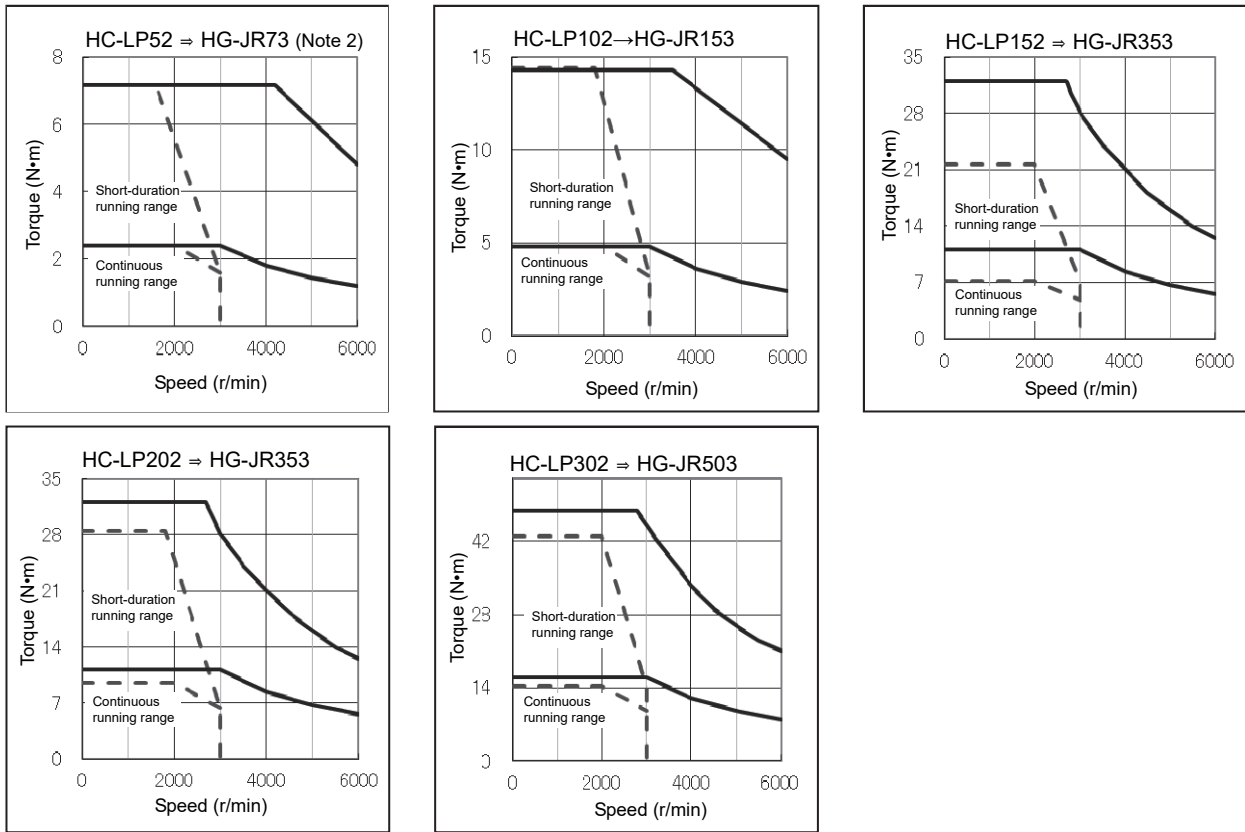 HC-LP52 ⇒ HG-JR73 (Note 2)
8
6
4
2
0
Torque (N•m)
Short-duration
running range
Continuous
running range
0 2000 4000 6000
Speed (r/min)
HC-LP102→HG-JR153
15
10
5
0
Torque (N•m)
Short-duration
running range
Continuous
running range
0 2000 4000 6000
Speed (r/min)
HC-LP152 ⇒ HG-JR353
35
28
21
14
7
0
Torque (N•m)
Short-duration
running range
Continuous
running range
0 2000 4000 6000
Speed (r/min)
HC-LP202 ⇒ HG-JR353
35
28
21
14
7
0
Torque (N•m)
Short-duration
running range
Continuous
running range
0 2000 4000 6000
Speed (r/min)
HC-LP302 ⇒ HG-JR503
42
28
14
0
Torque (N•m)
Short-duration
running range
Continuous
running range
0 2000 4000 6000
Speed (r/min)